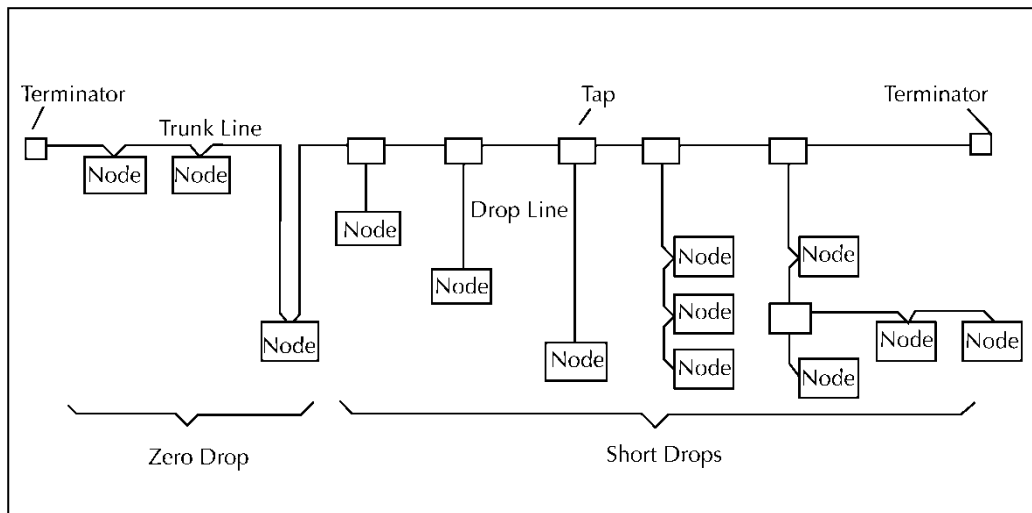 Terminator
Tap
Terminator
Trunk Line
Node
Node
Node
Drop Line
Node
Node
Node
Node
Node
Node
Node
Node
Node
Node
Node
Zero Drop
Short Drops